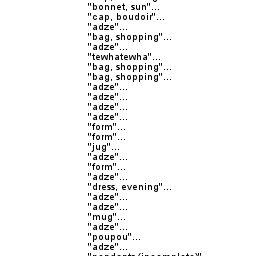 "bonnet, sun"...
"cap, boudoir"...
"adze"...
"bag, shopping"...
"adze"...
"tewhatewha"...
"bag, shopping"...
"bag, shopping"...
"adze"...
"adze"...
"adze"...
"adze"...
"form"...
"form"...
"jug"...
"adze"...
"form"...
"adze"...
"dress, evening"...
"adze"...
"adze"...
"mug"...
"adze"...
"poupou"...
"adze"...